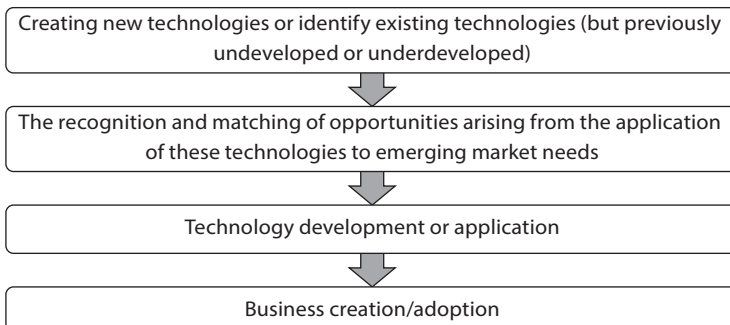 Creating new technologies or identify existing technologies (but previously
undeveloped or underdeveloped)
The recognition and matching of opportunities arising from the application
of these technologies to emerging market needs
Technology development or application
Business creation/adoption